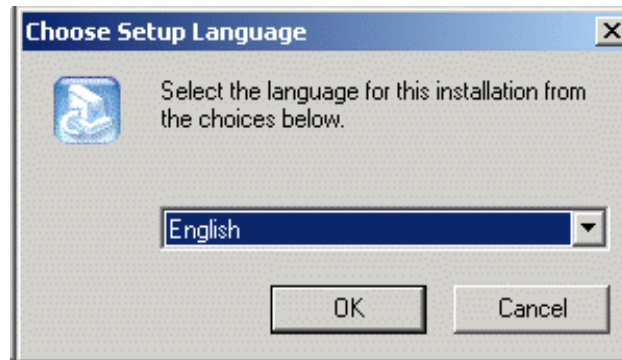 Choose Setup Language
Select the language for this installation from
the choices below.
English
OK
Cancel